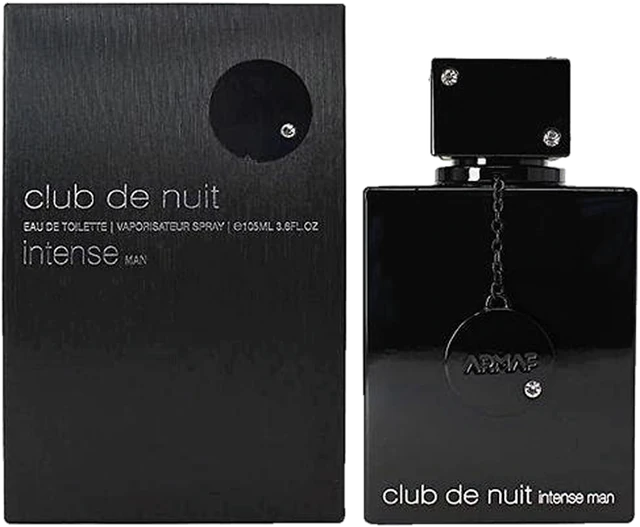 club de nuit
EAU DE TOILETTE | VAPORISATEUR SPRAY | ℮105ML 3.6FL.OZ
intense MAN
ARMAF
club de nuit intense man